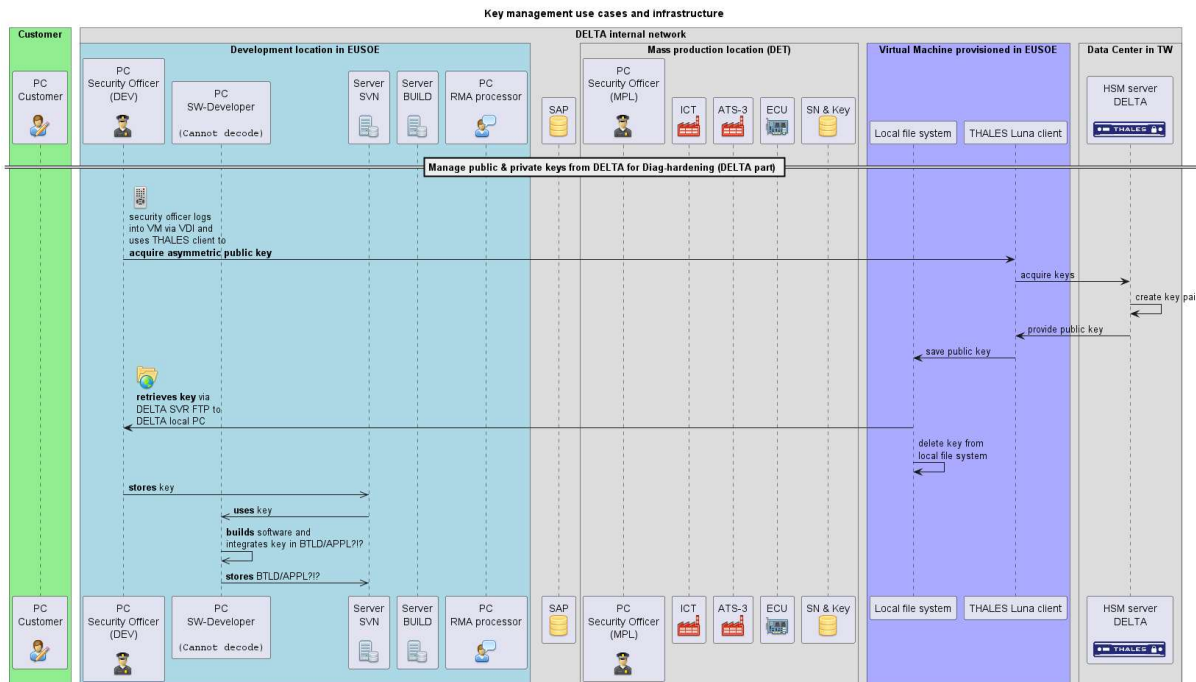 Key management use cases and infrastructure
Customer
DELTA internal network
Development location in EUSOE
Mass production location (DET)
Virtual Machine provisioned in EUSOE
Data Center in TW
PC
Customer
PC
Security Officer
(DEV)
PC
SW-Developer
(Cannot decode)
Server
SVN
Server
BUILD
PC
RMA processor
SAP
PC
Security Officer
(MPL)
ICT
ATS-3
ECU
SN & Key
Local file system
THALES Luna client
HSM server
DELTA
THALES
Manage public & private keys from DELTA for Diag-hardening (DELTA part)
security officer logs
into VM via VDI and
uses THALES client to
acquire asymmetric public key
acquire keys
create key pai
provide public key
save public key
retrieves key via
DELTA SVR FTP to
DELTA local PC
delete key from
local file system
stores key
uses key
builds software and
integrates key in BTLD/APPL?!?
stores BTLD/APPL?!?
PC
Customer
PC
Security Officer
(DEV)
PC
SW-Developer
(Cannot decode)
Server
SVN
Server
BUILD
PC
RMA processor
SAP
PC
Security Officer
(MPL)
ICT
ATS-3
ECU
SN & Key
Local file system
THALES Luna client
HSM server
DELTA
THALES